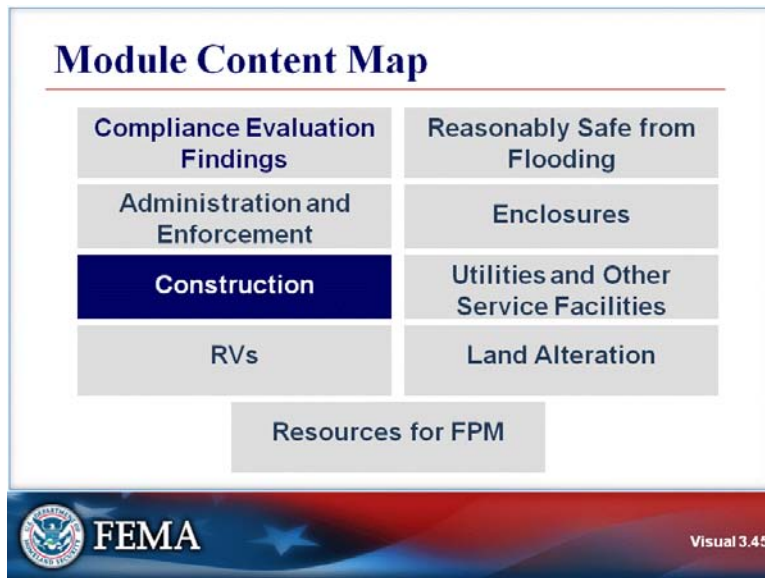 Module Content Map
Compliance Evaluation
Findings
Reasonably Safe from
Flooding
Administration and
Enforcement
Enclosures
Construction
Utilities and Other
Service Facilities
RVs
Land Alteration
Resources for FPM
FEMA
Visual 3.45